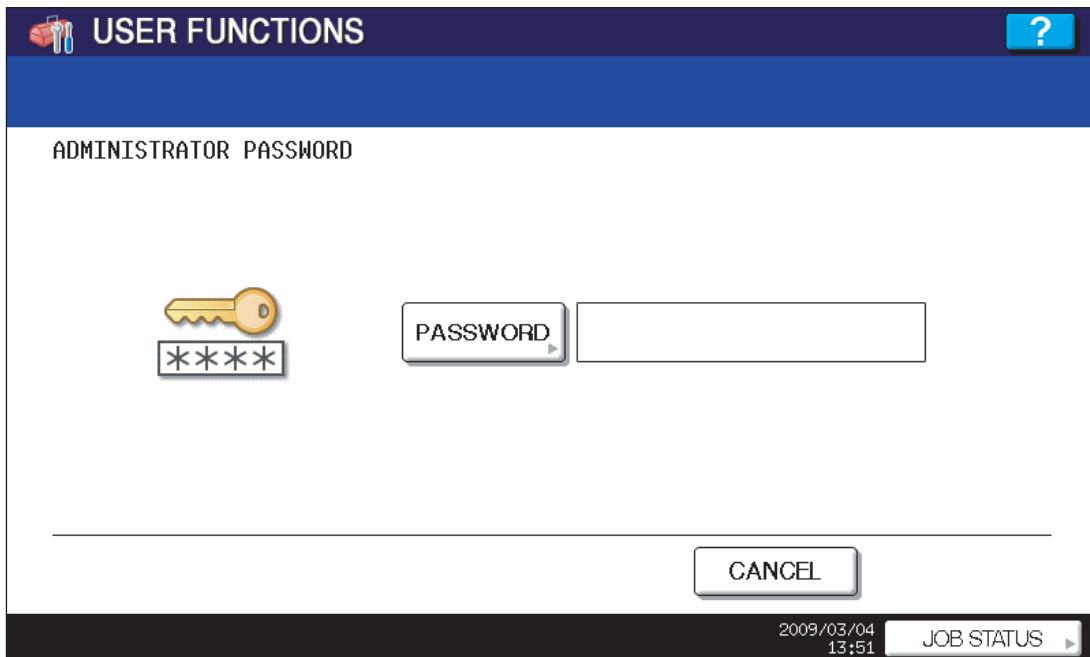 USER FUNCTIONS
?
ADMINISTRATOR PASSWORD
PASSWORD
****
CANCEL
2009/03/04
13:51
JOB STATUS